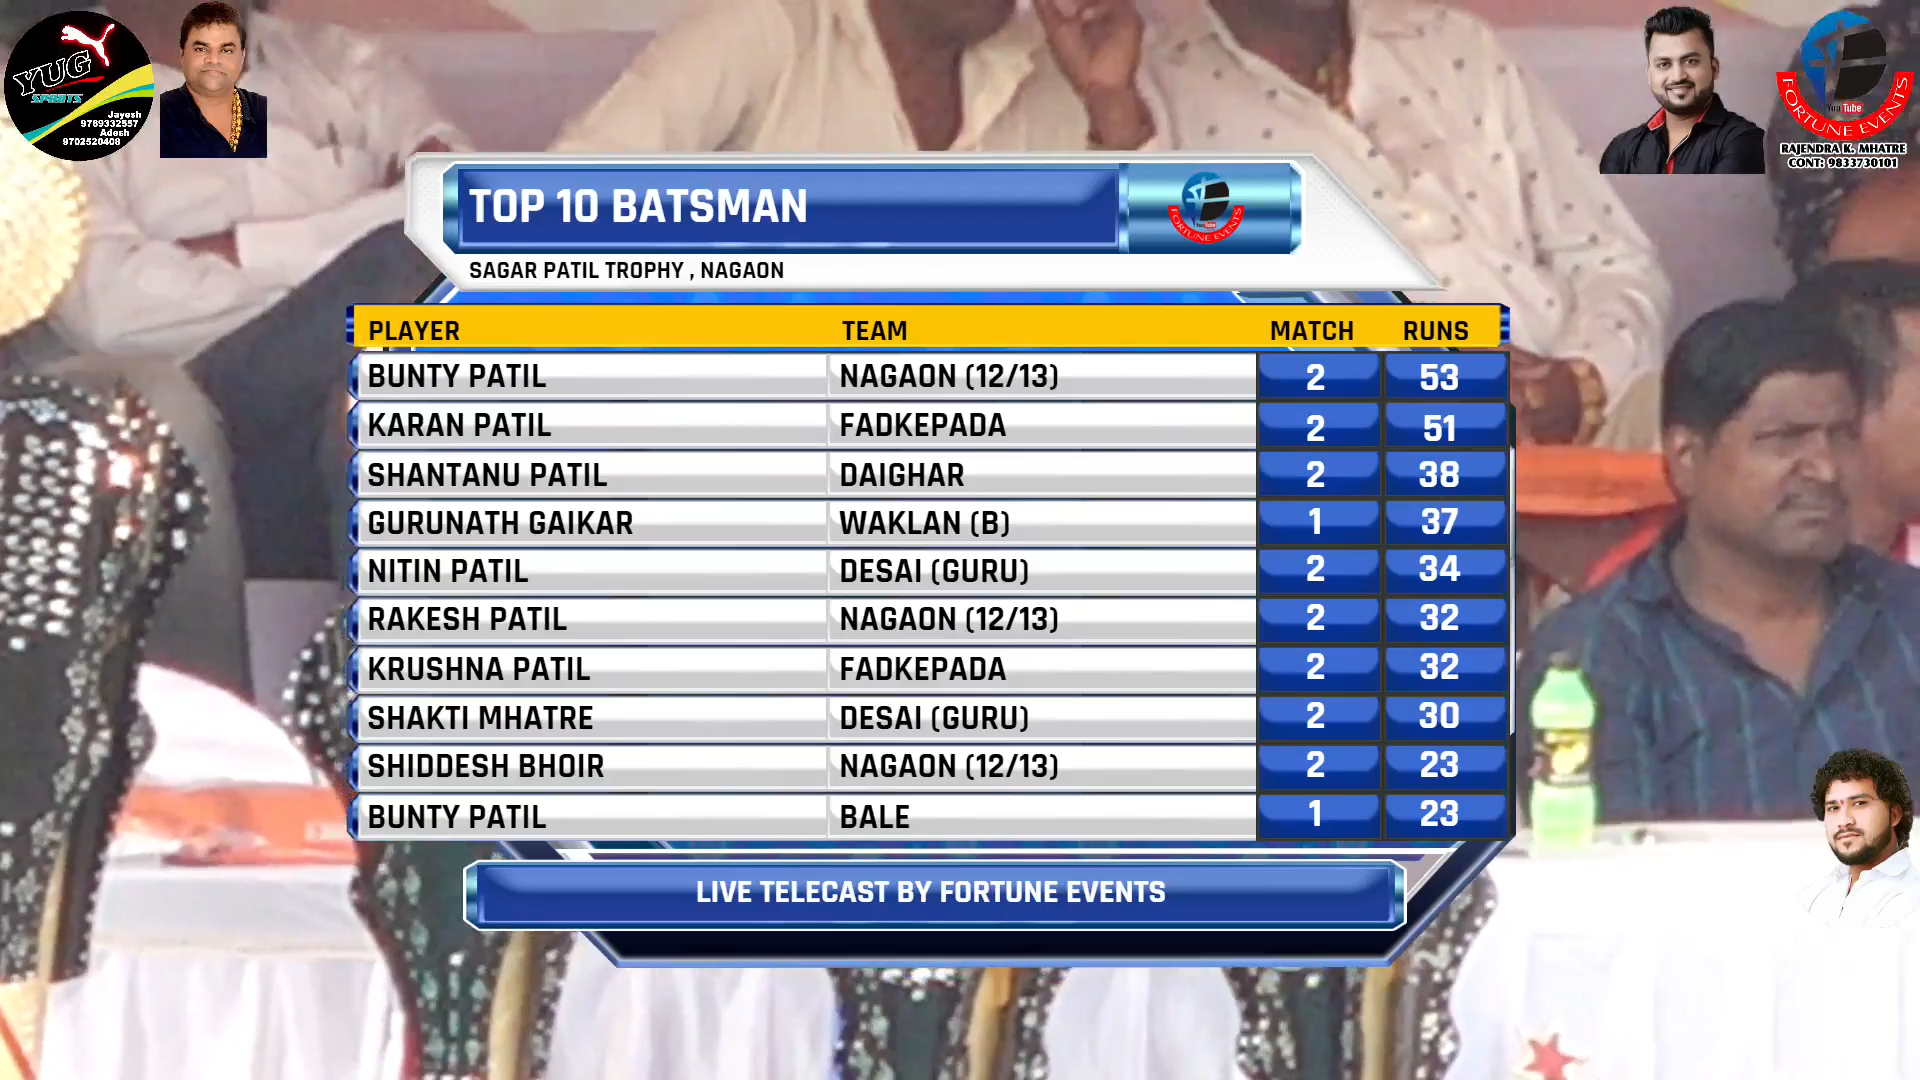 YUG
SPORTS
Jayesh
9769332557
Adesh
9702520408
YouTube
FORTUNE EVENTS
RAJENDRA K. MHATRE
CONT: 9833730101
TOP 10 BATSMAN
YouTube
FORTUNE EVENTS
SAGAR PATIL TROPHY , NAGAON
PLAYER TEAM MATCH RUNS
BUNTY PATIL NAGAON (12/13) 2 53
KARAN PATIL FADKEPADA 2 51
SHANTANU PATIL DAIGHAR 2 38
GURUNATH GAIKAR WAKLAN (B) 1 37
NITIN PATIL DESAI (GURU) 2 34
RAKESH PATIL NAGAON (12/13) 2 32
KRUSHNA PATIL FADKEPADA 2 32
SHAKTI MHATRE DESAI (GURU) 2 30
SHIDDESH BHOIR NAGAON (12/13) 2 23
BUNTY PATIL BALE 1 23
LIVE TELECAST BY FORTUNE EVENTS